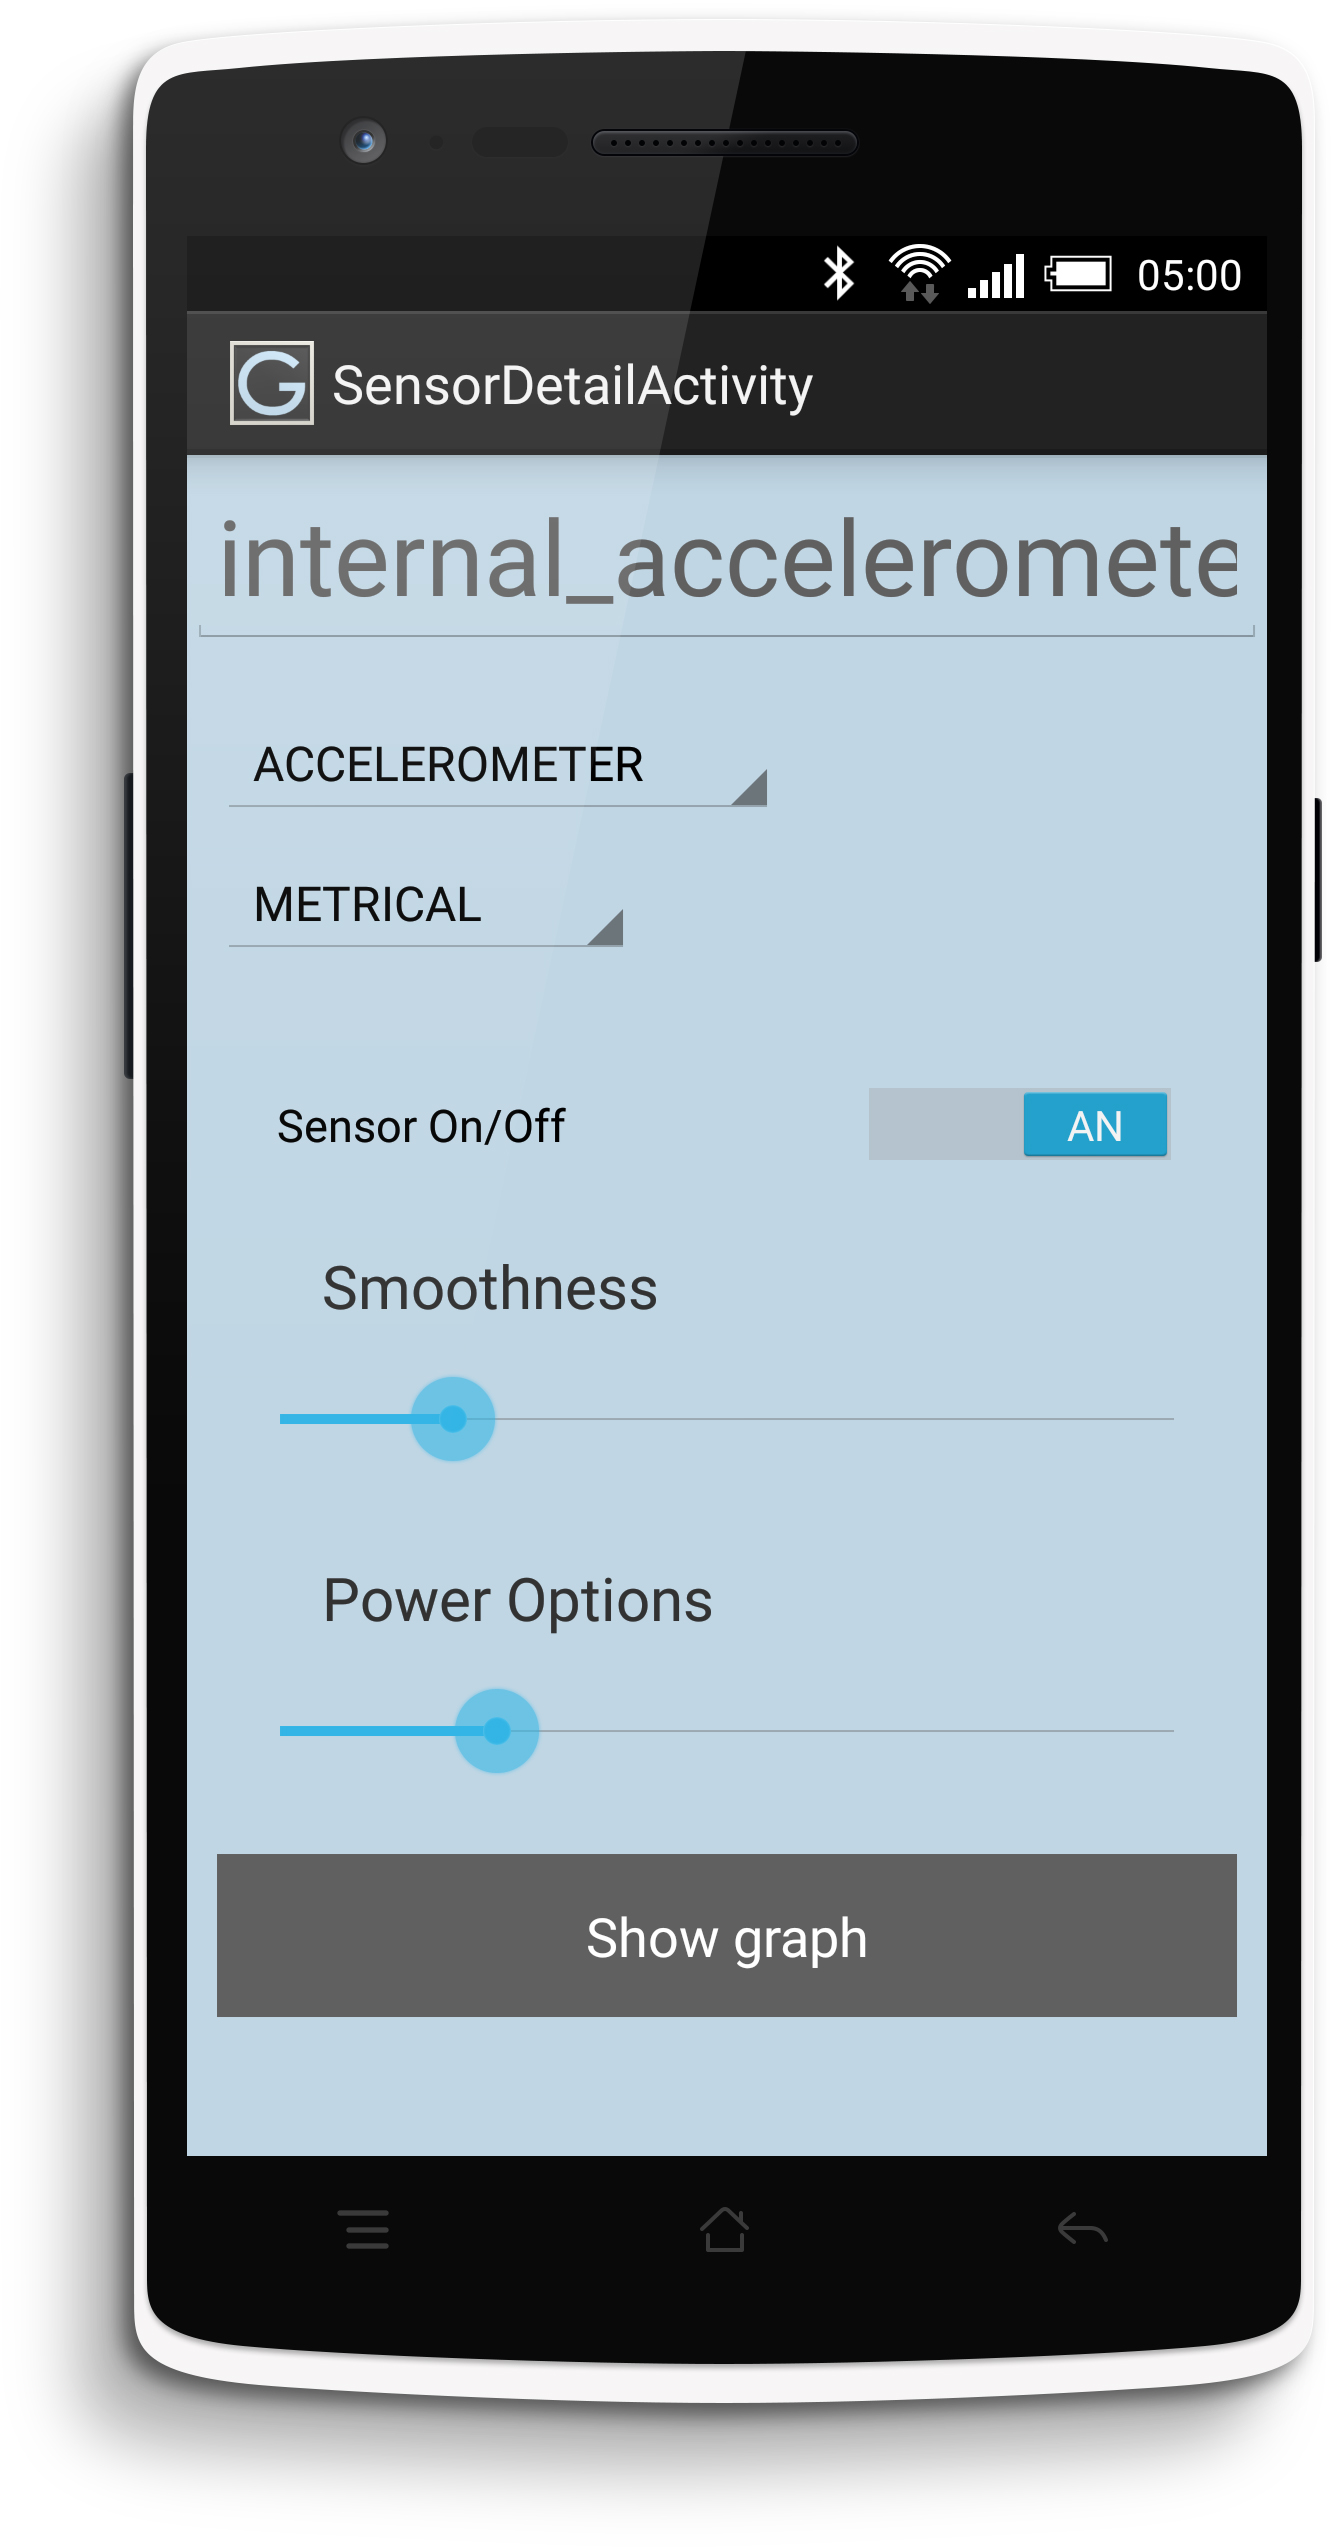 05:00
G SensorDetailActivity
internal_acceleromete
ACCELEROMETER
METRICAL
Sensor On/Off AN
Smoothness
Power Options
Show graph